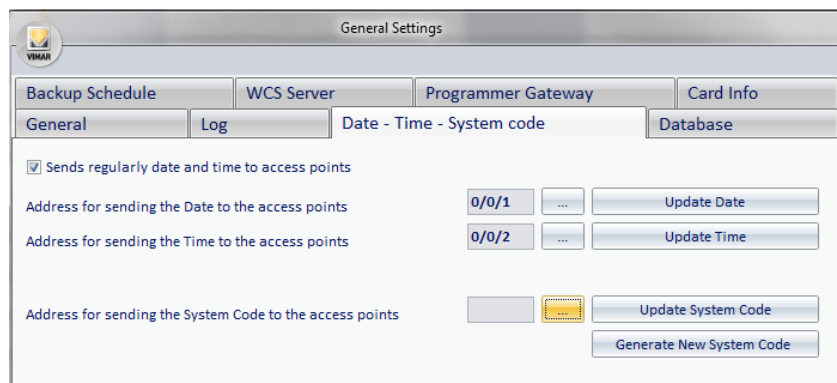 General Settings
VIMAR
Backup Schedule WCS Server Programmer Gateway Card Info
General Log Date - Time - System code Database
Sends regularly date and time to access points
Address for sending the Date to the access points 0/0/1 ... Update Date
Address for sending the Time to the access points 0/0/2 ... Update Time
Address for sending the System Code to the access points ... Update System Code
Generate New System Code